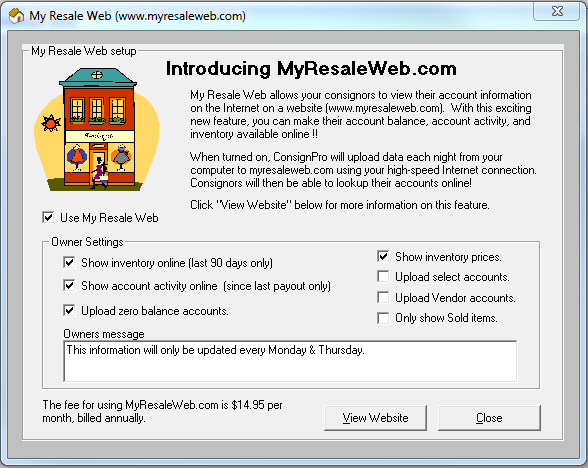 My Resale Web (www.myresaleweb.com)
My Resale Web setup
Introducing MyResaleWeb.com
My Resale Web allows your consignors to view their account information
on the Internet on a website (www.myresaleweb.com). With this exciting
new feature, you can make their account balance, account activity, and
inventory available online !!
When turned on, ConsignPro will upload data each night from your
computer to myresaleweb.com using your high-speed Internet connection.
Consignors will then be able to lookup their accounts online!
Click "View Website" below for more information on this feature.
Use My Resale Web
Owner Settings
Show inventory online (last 90 days only)
Show account activity online (since last payout only)
Upload zero balance accounts.
Show inventory prices.
Upload select accounts.
Upload Vendor accounts.
Only show Sold items.
Owners message
This information will only be updated every Monday & Thursday.
The fee for using MyResaleWeb.com is $14.95 per
month, billed annually.
View Website
Close